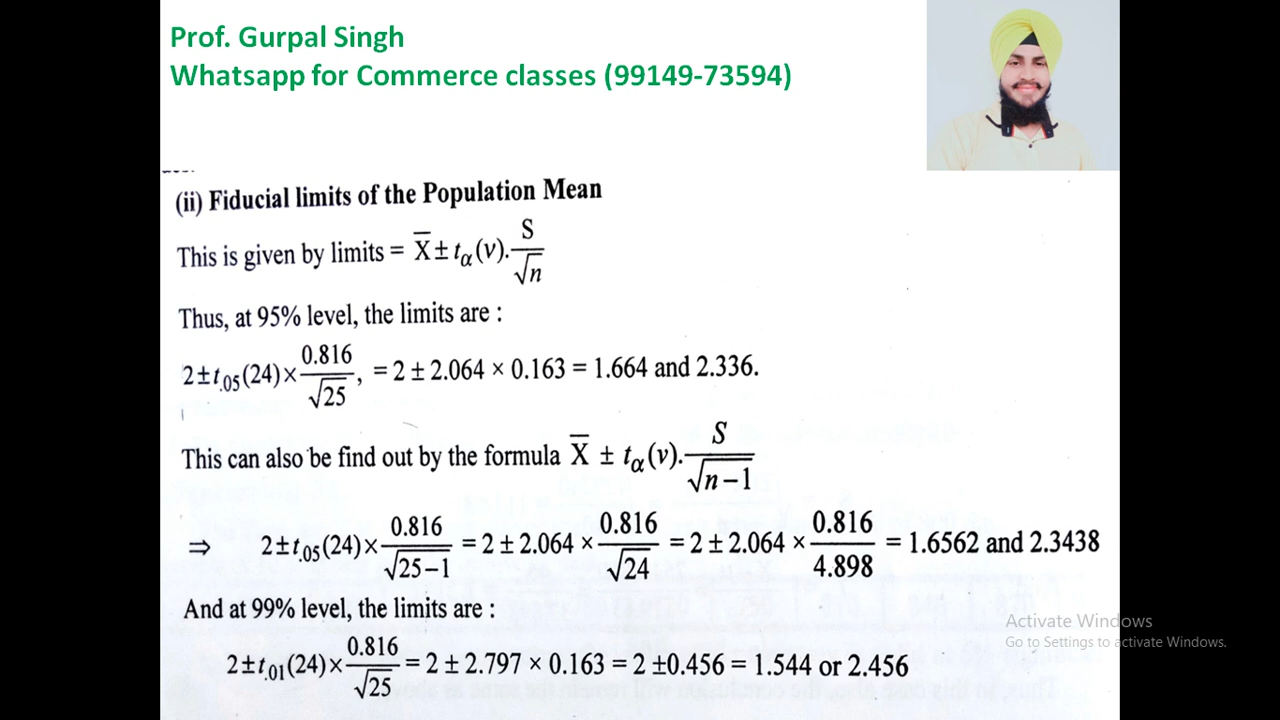 Prof. Gurpal Singh
Whatsapp for Commerce classes (99149-73594)
(ii) Fiducial limits of the Population Mean
This is given by limits = X̅ ± tα(v). S/√n
Thus, at 95% level, the limits are :
2 ± t.05(24) × 0.816/√25, = 2 ± 2.064 × 0.163 = 1.664 and 2.336.
This can also be find out by the formula X̅ ± tα(v). S/√n−1
⇒ 2 ± t.05(24) × 0.816/√25−1 = 2 ± 2.064 × 0.816/√24 = 2 ± 2.064 × 0.816/4.898 = 1.6562 and 2.3438
And at 99% level, the limits are :
2 ± t.01(24) × 0.816/√25 = 2 ± 2.797 × 0.163 = 2 ±0.456 = 1.544 or 2.456
Activate Windows
Go to Settings to activate Windows.